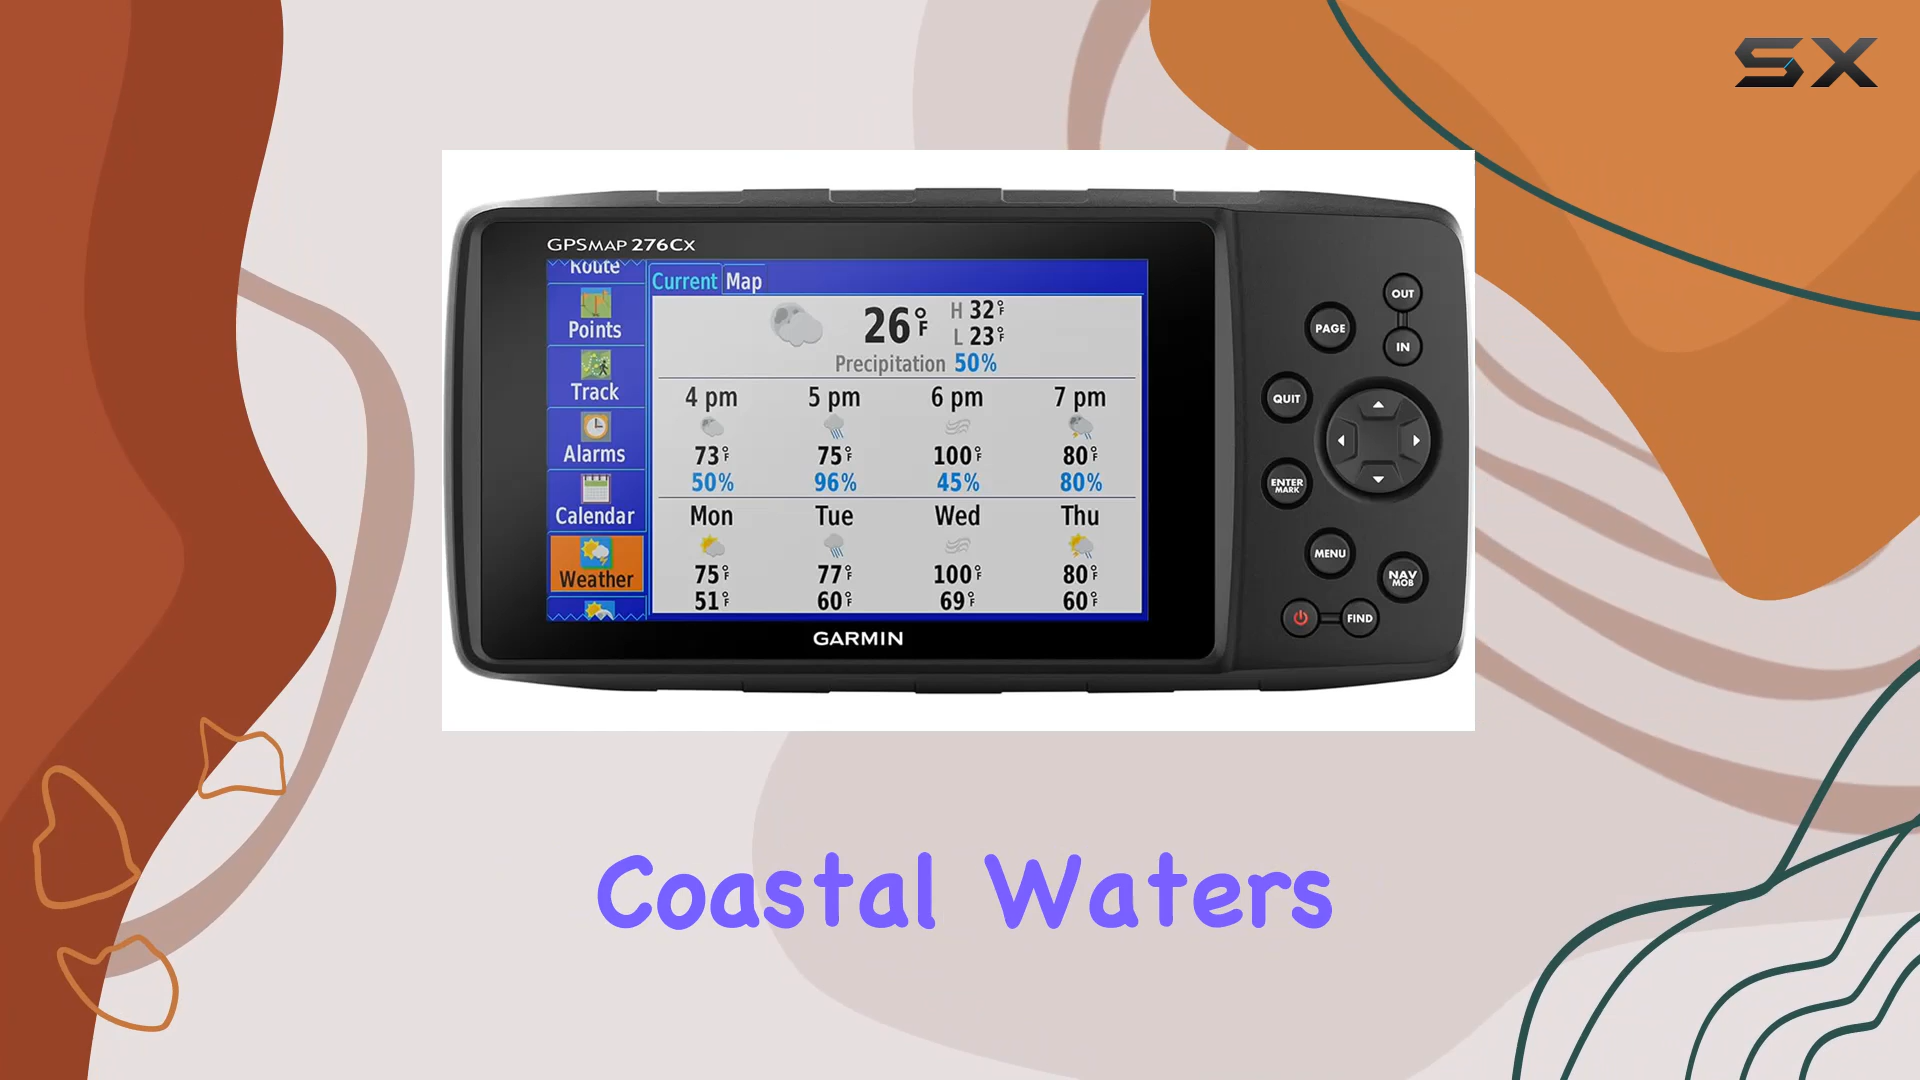 SX
GPSMAP 276Cx
Route
Points
Track
Alarms
Calendar
Weather
Current Map
26°F H 32°F
L 23°F
Precipitation 50%
4 pm 5 pm 6 pm 7 pm
73°F 75°F 100°F 80°F
50% 96% 45% 80%
Mon Tue Wed Thu
75°F 77°F 100°F 80°F
51°F 60°F 69°F 60°F
GARMIN
OUT
PAGE
IN
QUIT
ENTER
MARK
MENU
NAV
MOB
FIND
Coastal Waters